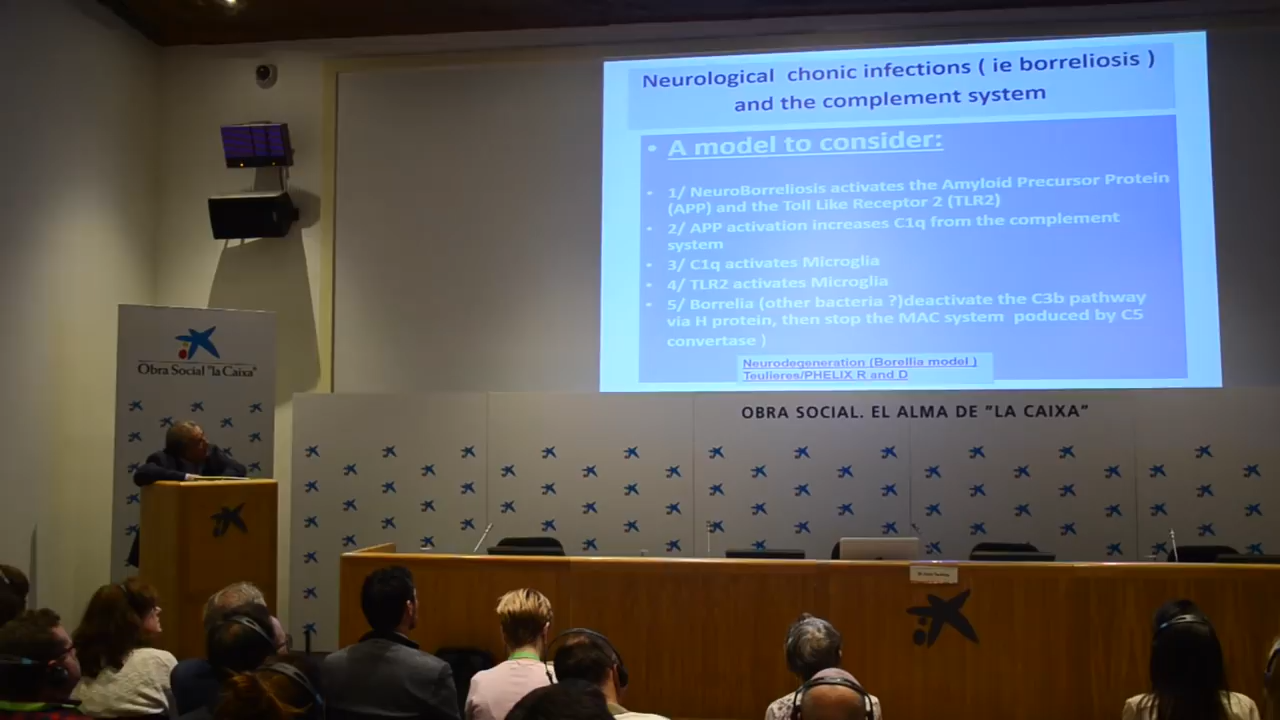 Neurological chonic infections ( ie borreliosis )
and the complement system
• A model to consider:
• 1/ NeuroBorreliosis activates the Amyloid Precursor Protein
(APP) and the Toll Like Receptor 2 (TLR2)
• 2/ APP activation increases C1q from the complement
system
• 3/ C1q activates Microglia
• 4/ TLR2 activates Microglia
• 5/ Borrelia (other bacteria ?)deactivate the C3b pathway
via H protein, then stop the MAC system poduced by C5
convertase )
Neurodegeneration (Borellia model )
Teulieres/PHELIX R and D
Obra Social "la Caixa"
OBRA SOCIAL. EL ALMA DE "LA CAIXA"